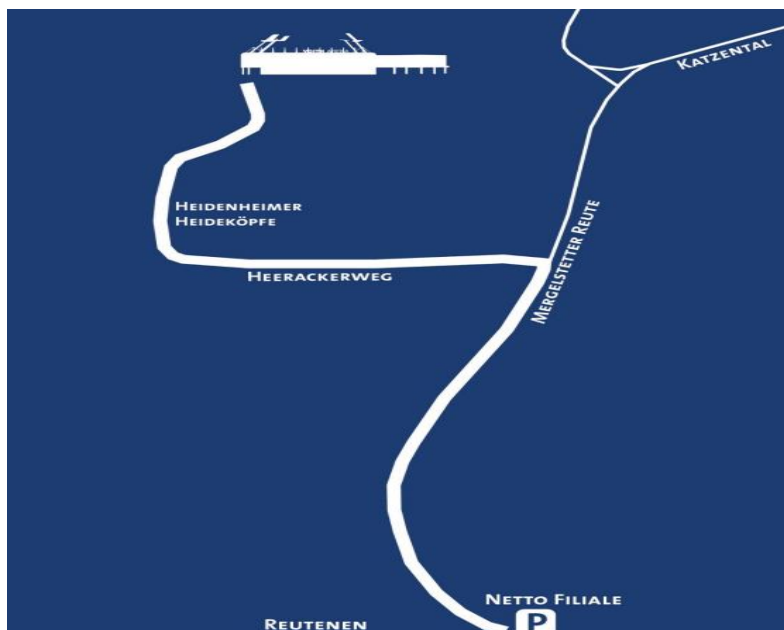 Katzental
Heidenheimer
Heideköpfe
Mergelstetter Reute
Heerackerweg
Netto Filiale
P
Reutenen